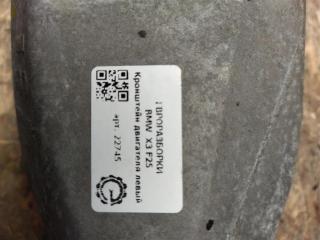 ЕВРОРАЗБОРКИ
BMW X3 F25
Кронштейн двигателя левый
арт. 22745